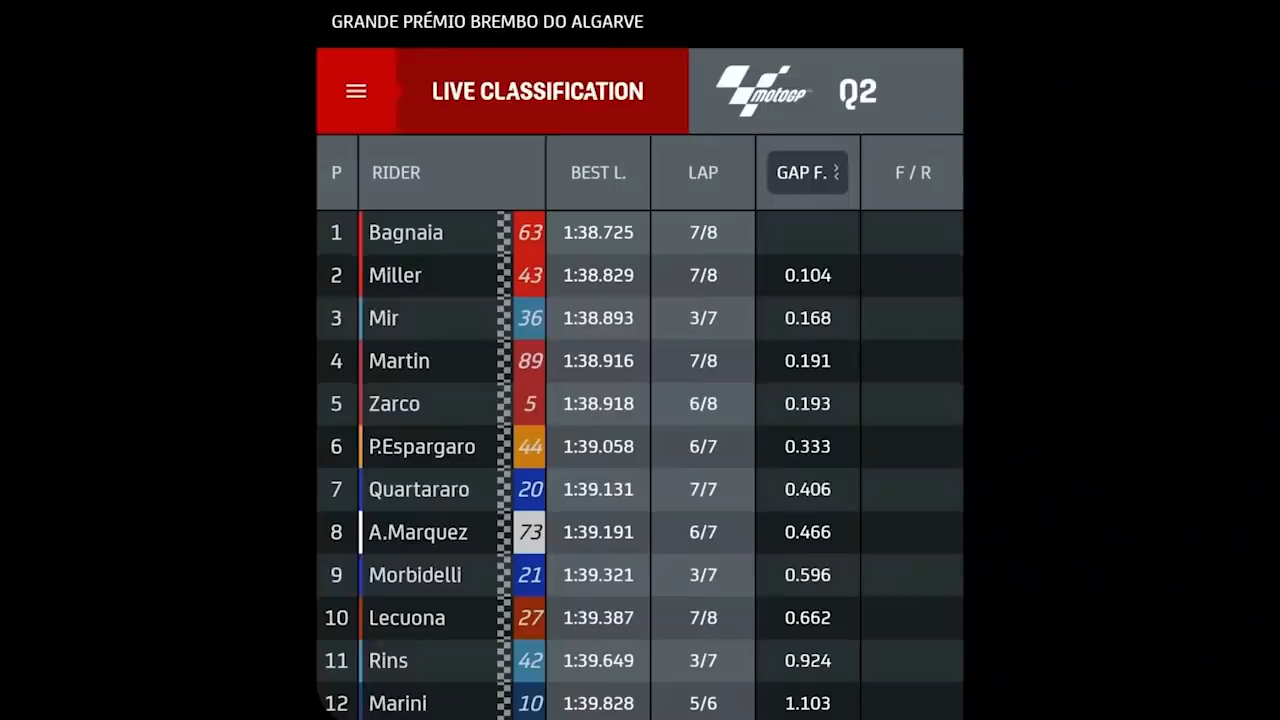 GRANDE PRÉMIO BREMBO DO ALGARVE
LIVE CLASSIFICATION motoGP™ Q2
P RIDER BEST L. LAP GAP F. F / R
1 Bagnaia 63 1:38.725 7/8
2 Miller 43 1:38.829 7/8 0.104
3 Mir 36 1:38.893 3/7 0.168
4 Martin 89 1:38.916 7/8 0.191
5 Zarco 5 1:38.918 6/8 0.193
6 P.Espargaro 44 1:39.058 6/7 0.333
7 Quartararo 20 1:39.131 7/7 0.406
8 A.Marquez 73 1:39.191 6/7 0.466
9 Morbidelli 21 1:39.321 3/7 0.596
10 Lecuona 27 1:39.387 7/8 0.662
11 Rins 42 1:39.649 3/7 0.924
12 Marini 10 1:39.828 5/6 1.103